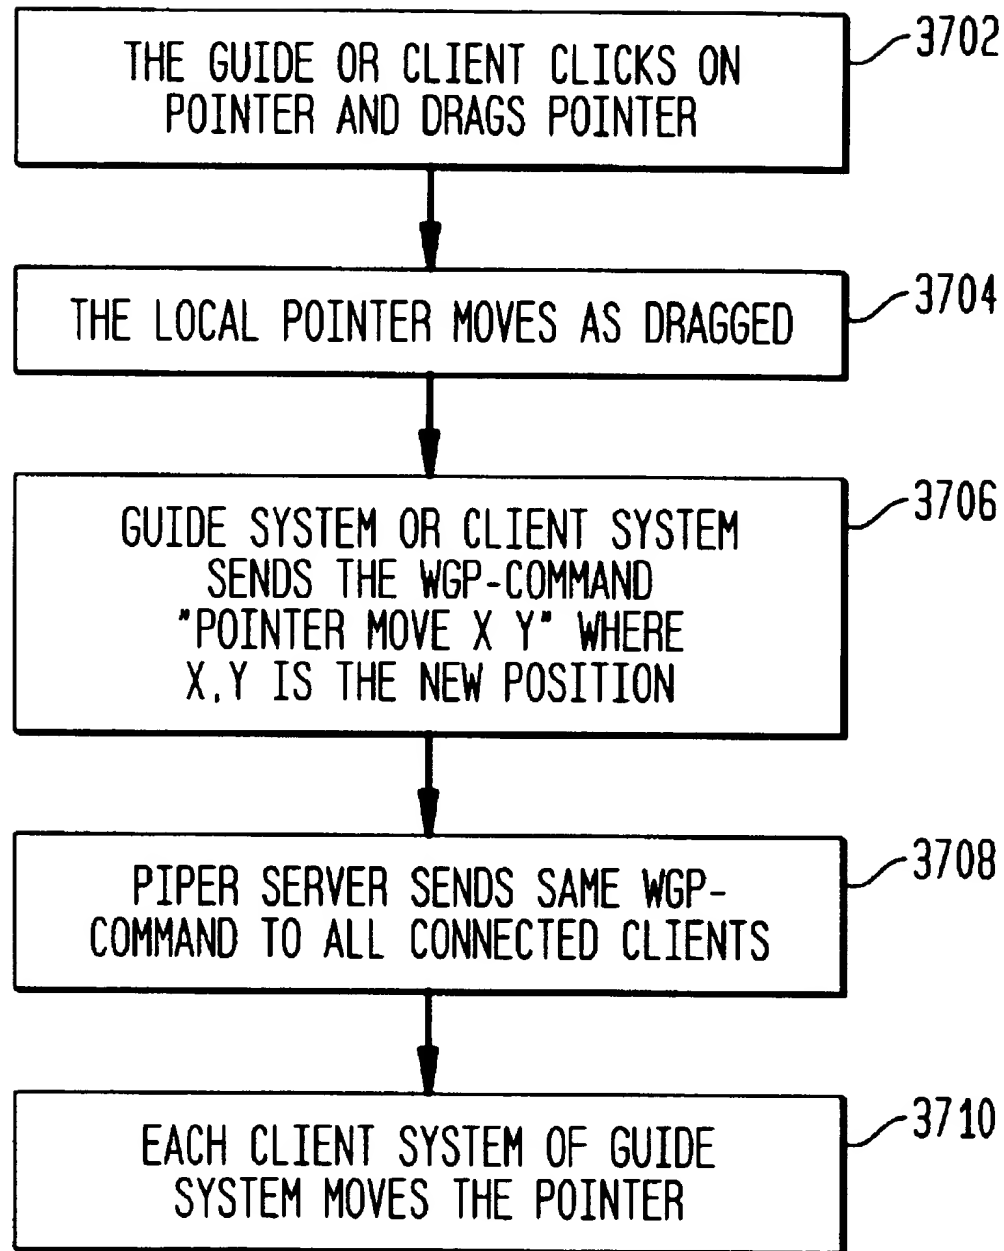 THE GUIDE OR CLIENT CLICKS ON
POINTER AND DRAGS POINTER
3702
THE LOCAL POINTER MOVES AS DRAGGED
3704
GUIDE SYSTEM OR CLIENT SYSTEM
SENDS THE WGP-COMMAND
"POINTER MOVE X Y" WHERE
X,Y IS THE NEW POSITION
3706
PIPER SERVER SENDS SAME WGP-
COMMAND TO ALL CONNECTED CLIENTS
3708
EACH CLIENT SYSTEM OF GUIDE
SYSTEM MOVES THE POINTER
3710